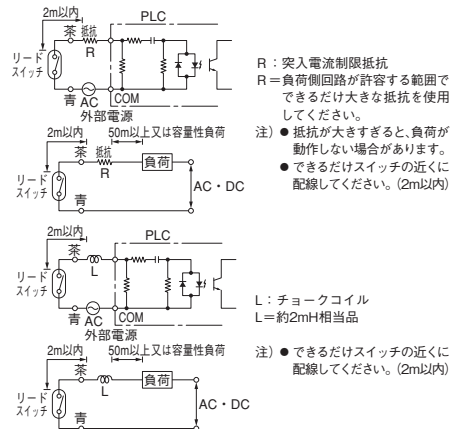 2m以内
PLC
茶
抵抗
R
リード
スイッチ
青
AC
COM
外部電源
R：突入電流制限抵抗
R＝負荷側回路が許容する範囲で
できるだけ大きな抵抗を使用
してください。
注）● 抵抗が大きすぎると、負荷が
動作しない場合があります。
● できるだけスイッチの近くに
配線してください。（2m以内）
2m以内
50m以上又は容量性負荷
茶
抵抗
R
負荷
リード
スイッチ
青
AC・DC
2m以内
PLC
茶
L
リード
スイッチ
青
AC
COM
外部電源
L：チョークコイル
L＝約2mH相当品
注）● できるだけスイッチの近くに
配線してください。（2m以内）
2m以内
50m以上又は容量性負荷
茶
L
負荷
リード
スイッチ
青
AC・DC